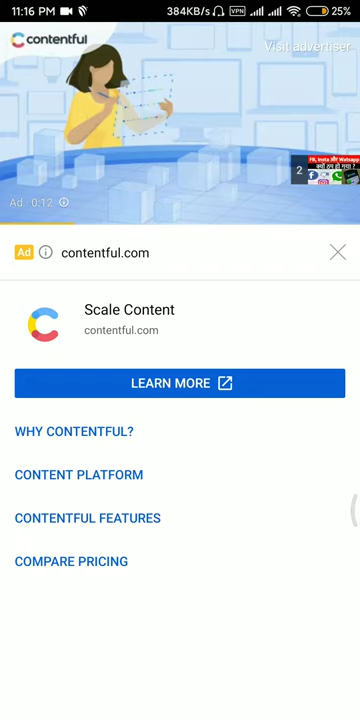 11:16 PM
384KB/s VPN 25%
contentful
Visit advertiser
FB, Insta और Watsapp
2
Ad · 0:12
Ad contentful.com
Scale Content
contentful.com
LEARN MORE
WHY CONTENTFUL?
CONTENT PLATFORM
CONTENTFUL FEATURES
COMPARE PRICING